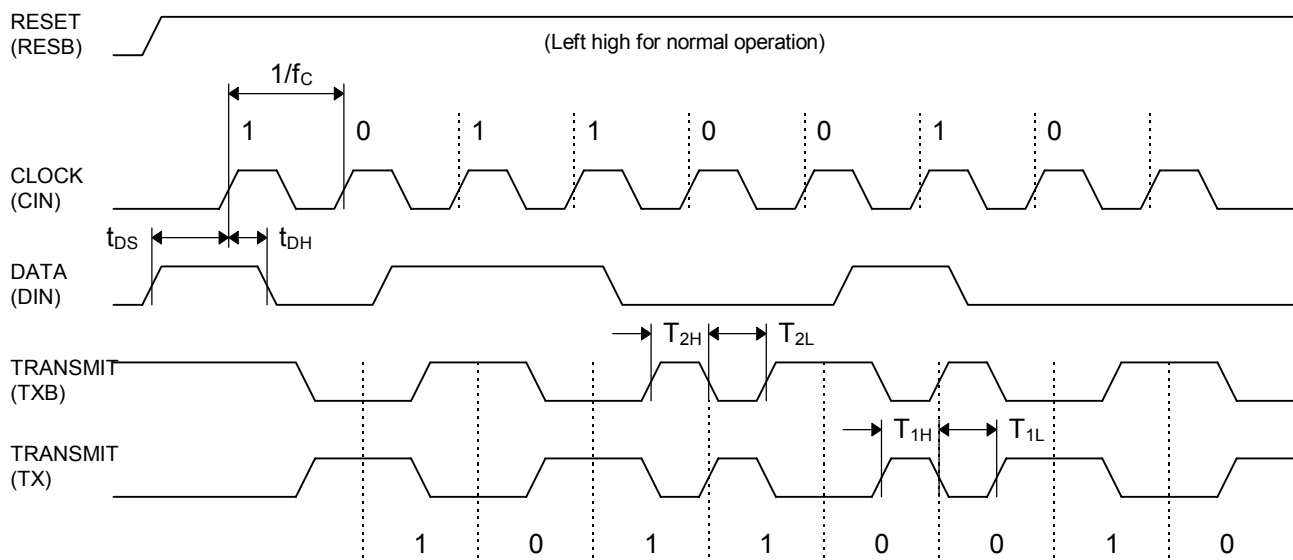 RESET
(RESB)
(Left high for normal operation)
1/fC
1 0 1 1 0 0 1 0
CLOCK
(CIN)
tDS tDH
DATA
(DIN)
T2H T2L
TRANSMIT
(TXB)
T1H T1L
TRANSMIT
(TX)
1 0 1 1 0 0 1 0